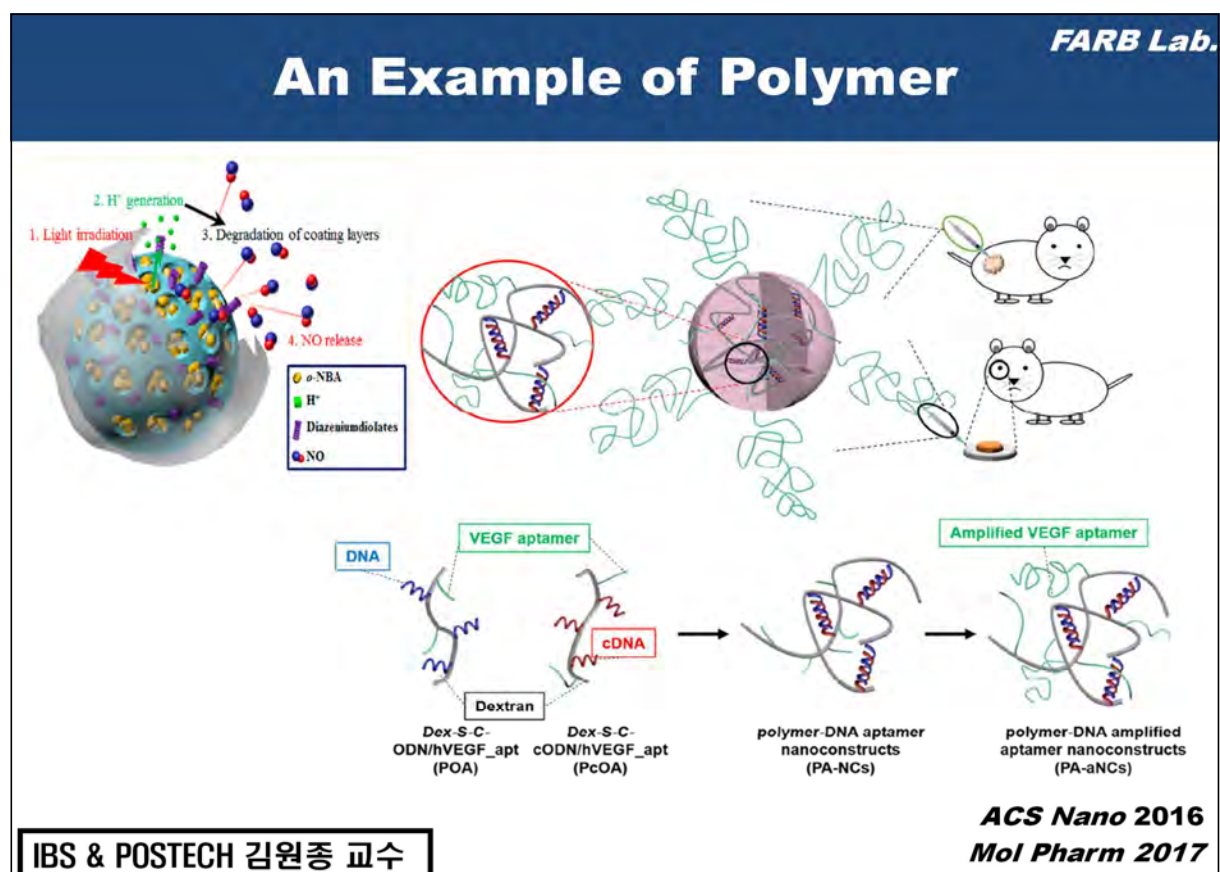 FARB Lab.
An Example of Polymer
2. H⁺ generation
1. Light irradiation
3. Degradation of coating layers
4. NO release
o-NBA
H⁺
Diazeniumdiolates
NO
VEGF aptamer
DNA
cDNA
Dextran
Amplified VEGF aptamer
Dex-S-C-
ODN/hVEGF_apt
(POA)
Dex-S-C-
cODN/hVEGF_apt
(PcOA)
polymer-DNA aptamer
nanoconstructs
(PA-NCs)
polymer-DNA amplified
aptamer nanoconstructs
(PA-aNCs)
ACS Nano 2016
Mol Pharm 2017
IBS & POSTECH 김원종 교수